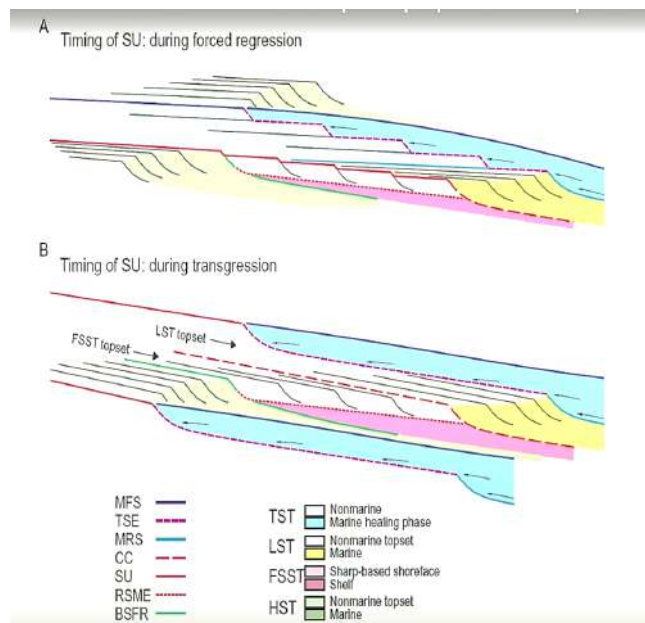 A
Timing of SU: during forced regression
B
Timing of SU: during transgression
LST topset
FSST topset
MFS
TSE
MRS
CC
SU
RSME
BSFR
TST
Nonmarine
Marine healing phase
LST
Nonmarine topset
Marine
FSST
Sharp-based shoreface
Shelf
HST
Nonmarine topset
Marine